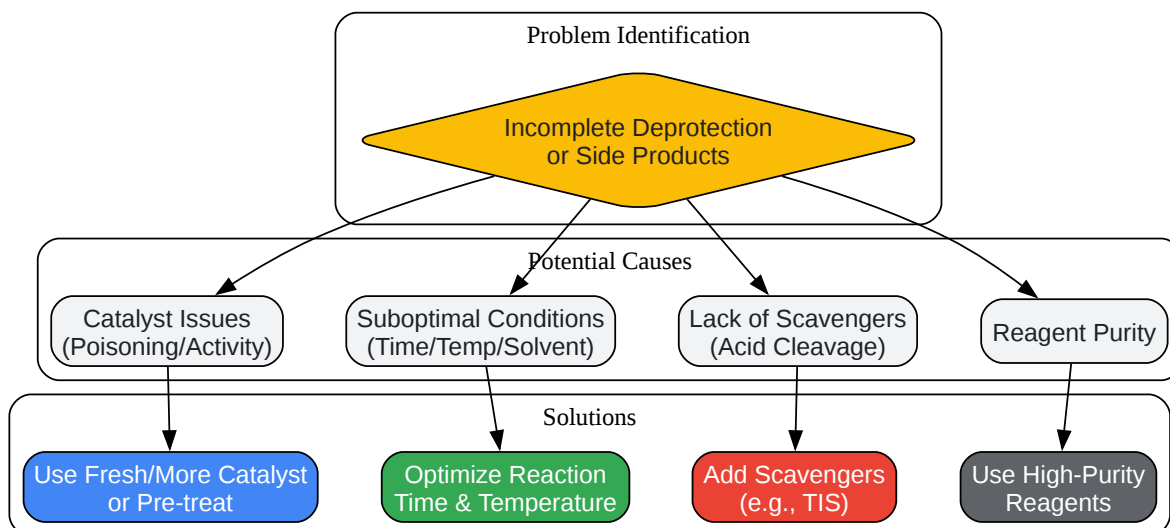 Problem Identification
Incomplete Deprotection
or Side Products
Potential Causes
Catalyst Issues
(Poisoning/Activity)
Suboptimal Conditions
(Time/Temp/Solvent)
Lack of Scavengers
(Acid Cleavage)
Reagent Purity
Solutions
Use Fresh/More Catalyst
or Pre-treat
Optimize Reaction
Time & Temperature
Add Scavengers
(e.g., TIS)
Use High-Purity
Reagents